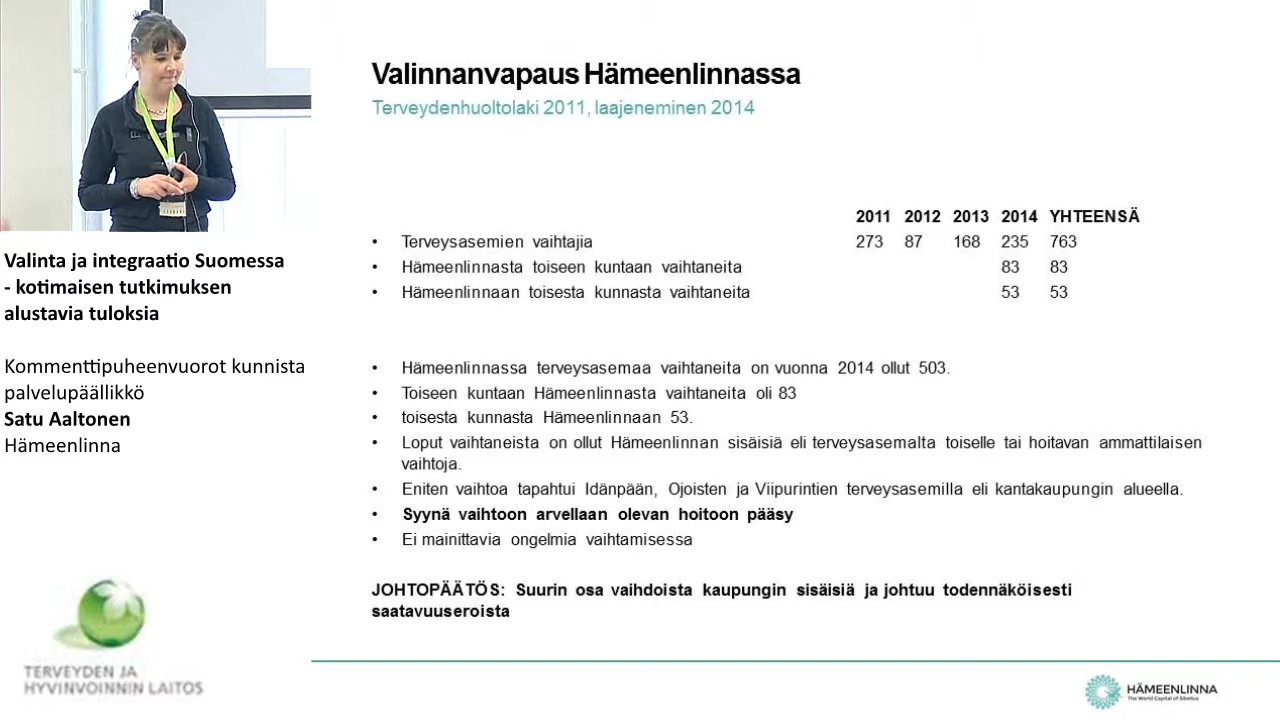 Valinnanvapaus Hämeenlinnassa
Terveydenhuoltolaki 2011, laajeneminen 2014
2011 2012 2013 2014 YHTEENSÄ
• Terveysasemien vaihtajia 273 87 168 235 763
• Hämeenlinnasta toiseen kuntaan vaihtaneita 83 83
• Hämeenlinnaan toisesta kunnasta vaihtaneita 53 53
• Hämeenlinnassa terveysasemaa vaihtaneita on vuonna 2014 ollut 503.
• Toiseen kuntaan Hämeenlinnasta vaihtaneita oli 83
• toisesta kunnasta Hämeenlinnaan 53.
• Loput vaihtaneista on ollut Hämeenlinnan sisäisiä eli terveysasemalta toiselle tai hoitavan ammattilaisen
vaihtoja.
• Eniten vaihtoa tapahtui Idänpään, Ojoisten ja Viipurintien terveysasemilla eli kantakaupungin alueella.
• Syynä vaihtoon arvellaan olevan hoitoon pääsy
• Ei mainittavia ongelmia vaihtamisessa
JOHTOPÄÄTÖS: Suurin osa vaihdoista kaupungin sisäisiä ja johtuu todennäköisesti
saatavuuseroista
Valinta ja integraatio Suomessa
- kotimaisen tutkimuksen
alustavia tuloksia
Kommenttipuheenvuorot kunnista
palvelupäällikkö
Satu Aaltonen
Hämeenlinna
TERVEYDEN JA
HYVINVOINNIN LAITOS
HÄMEENLINNA
The World Capital of Sibelius